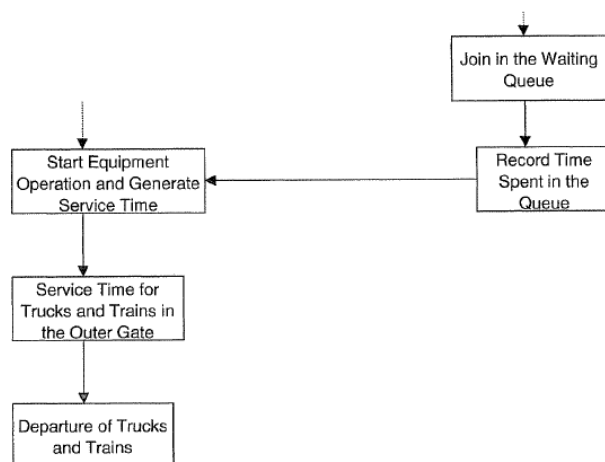 Join in the Waiting
Queue
Start Equipment
Operation and Generate
Service Time
Record Time
Spent in the
Queue
Service Time for
Trucks and Trains in
the Outer Gate
Departure of Trucks
and Trains